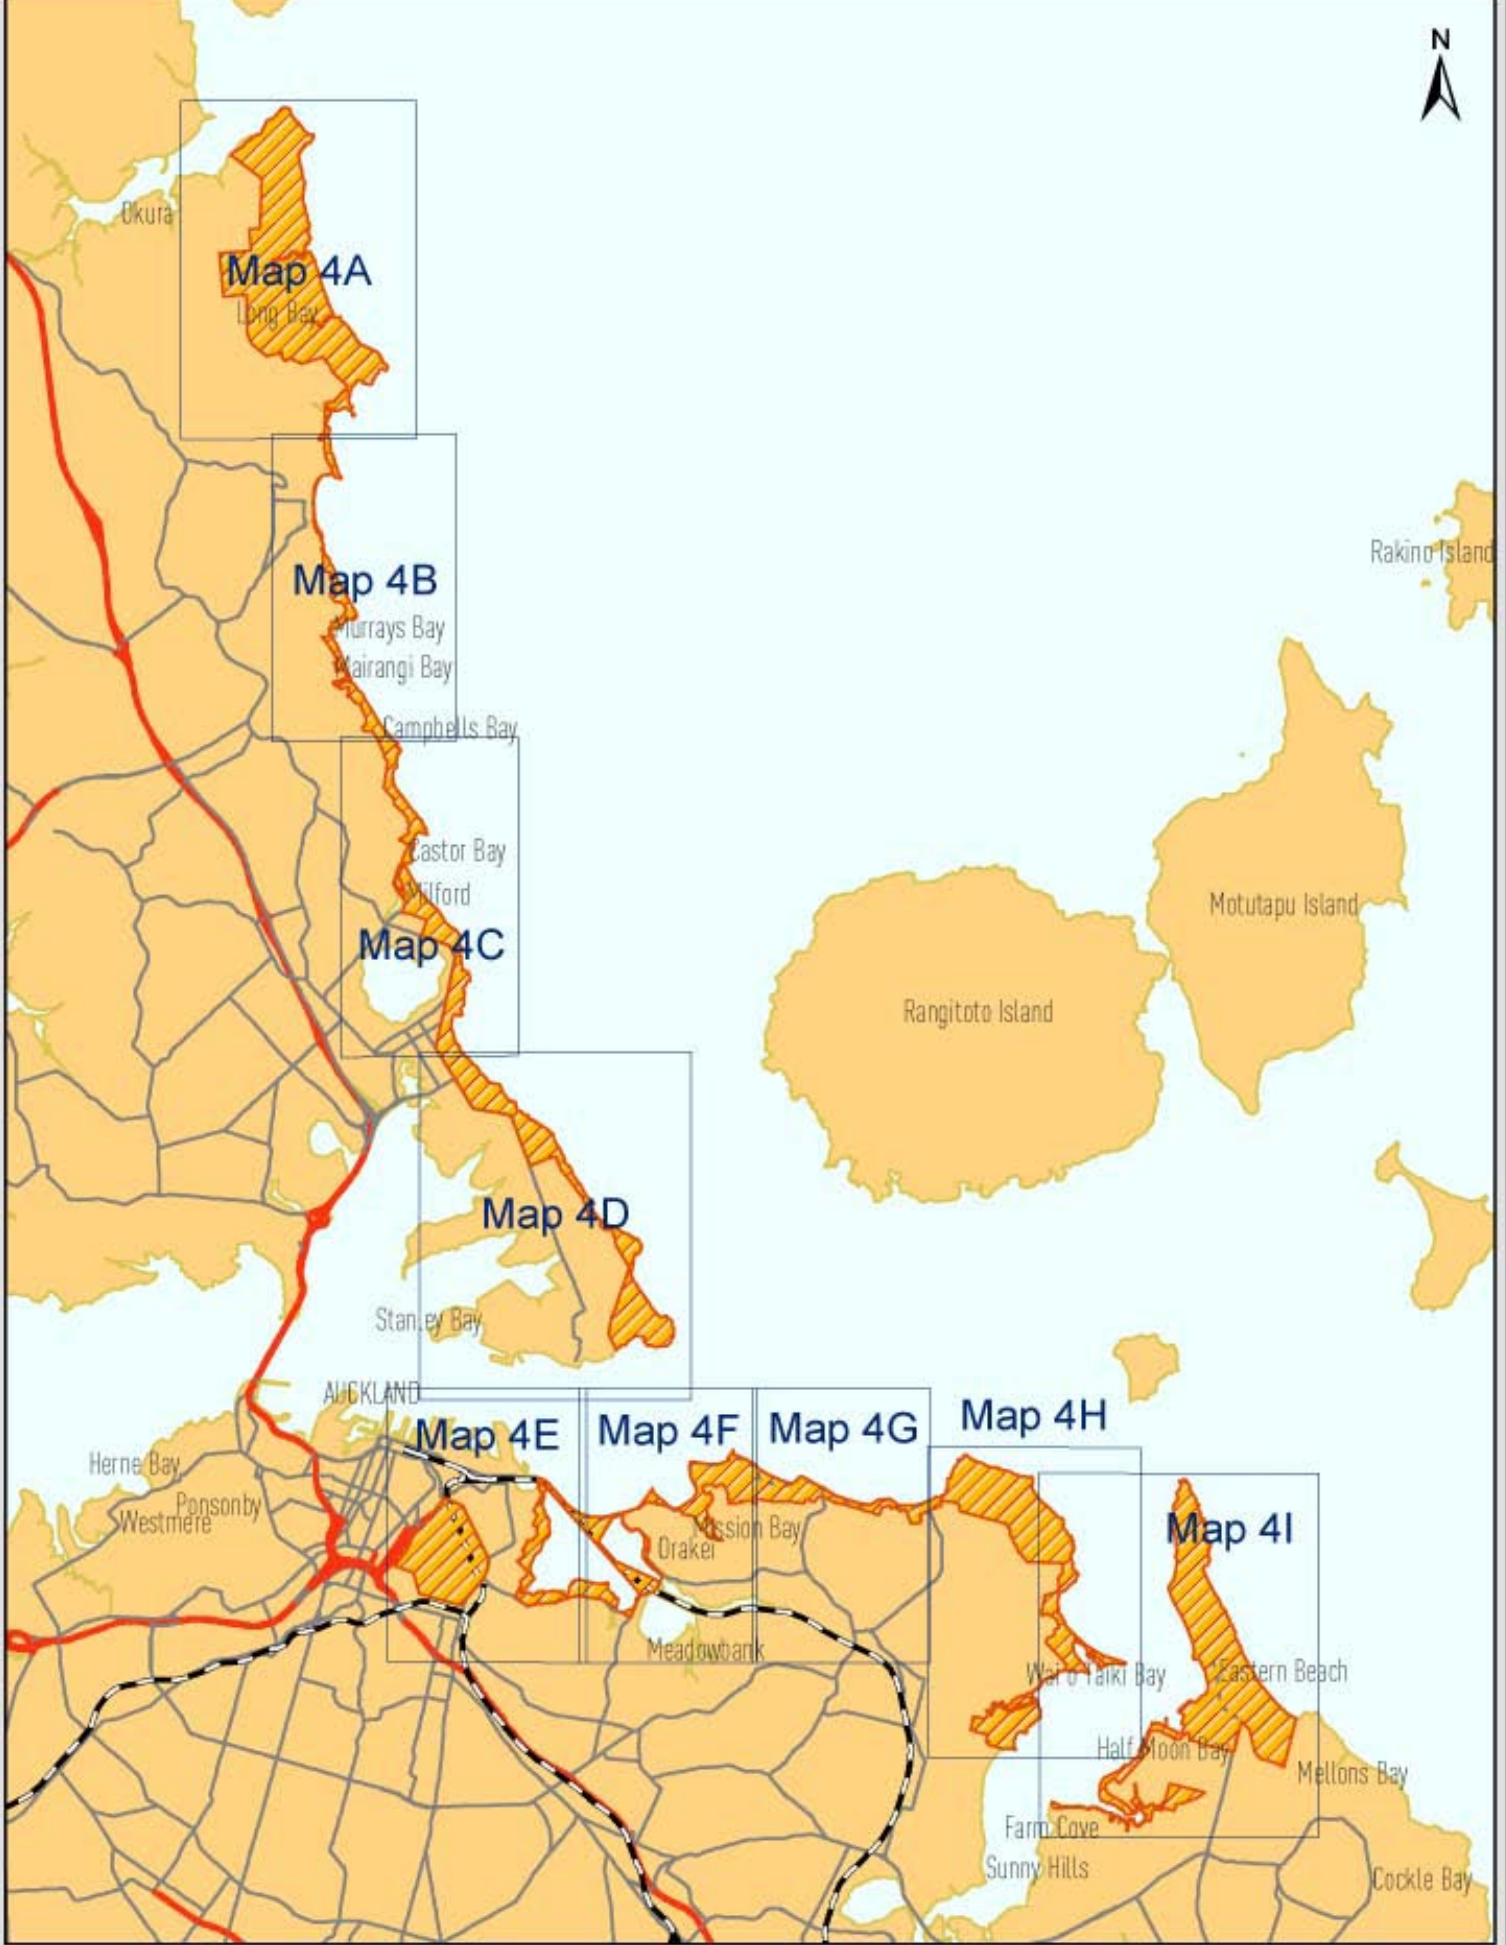 N
Okura
Map 4A
Long Bay
Rakino Island
Map 4B
Murrays Bay
Mairangi Bay
Campbells Bay
Castor Bay
Milford
Motutapu Island
Map 4C
Rangitoto Island
Map 4D
Stanley Bay
AUCKLAND
Map 4E
Map 4F
Map 4G
Map 4H
Herne Bay
Ponsonby
Westmere
Mission Bay
Orakei
Map 4I
Meadowbank
Wai o Taiki Bay
Eastern Beach
Half Moon Bay
Mellons Bay
Farm Cove
Sunny Hills
Cockle Bay